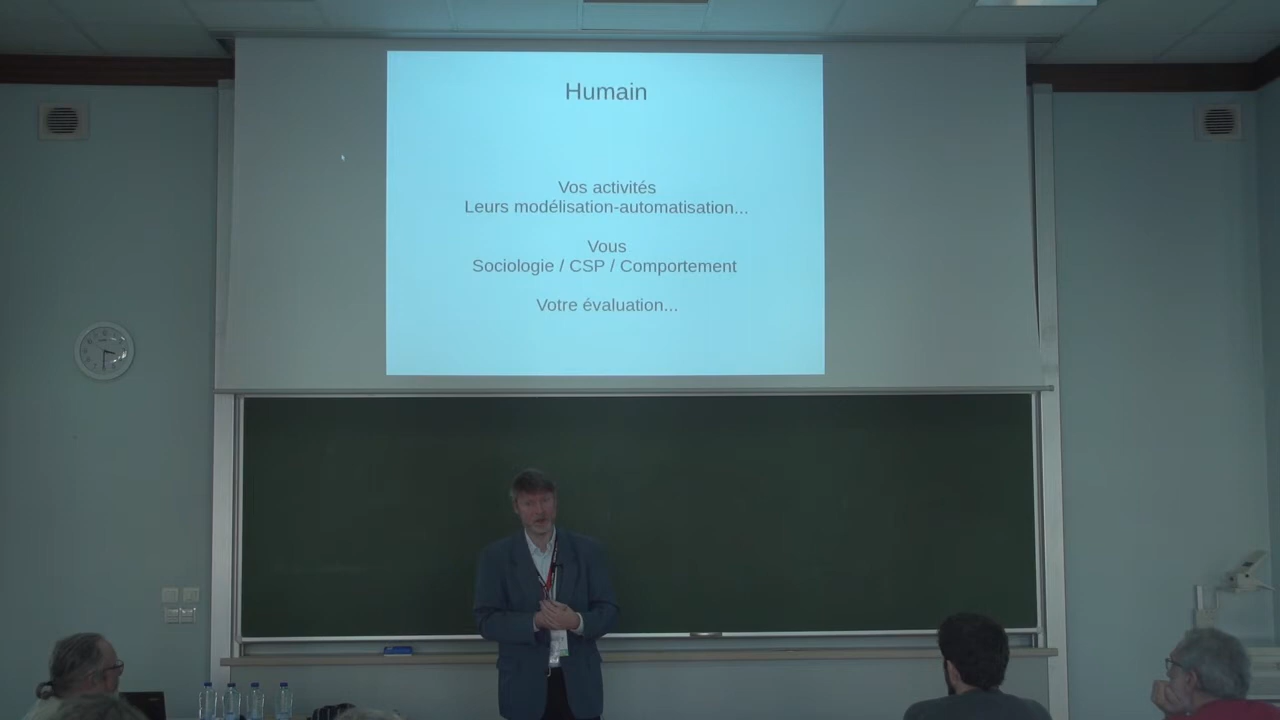 Humain
Vos activités
Leurs modélisation-automatisation...
Vous
Sociologie / CSP / Comportement
Votre évaluation...